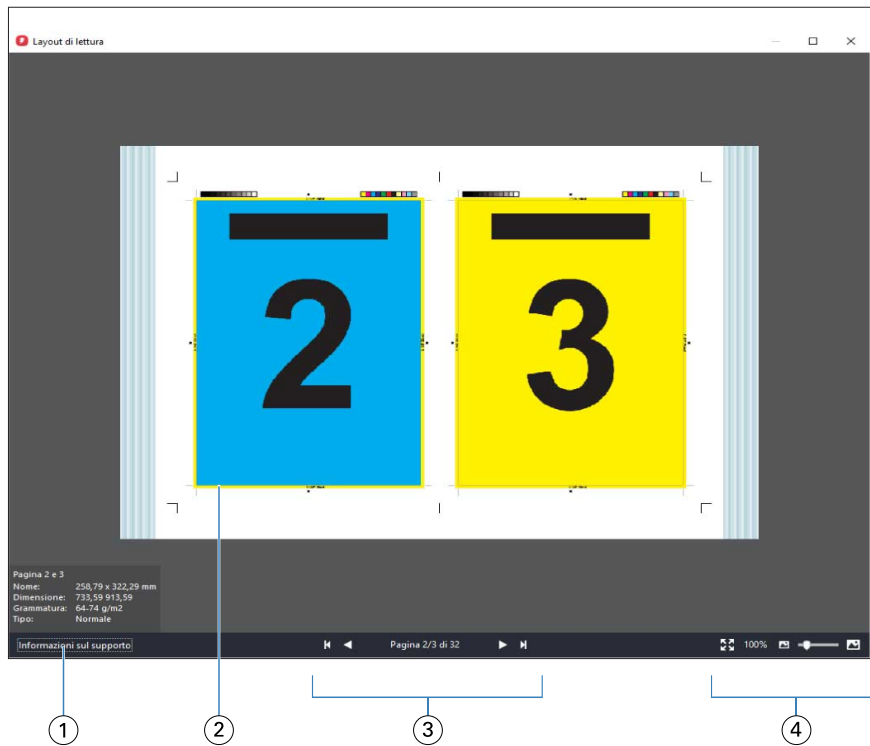 Layout di lettura
2
3
Pagina 2 e 3
Nome: 258,79 x 322,29 mm
Dimensione: 733,59 913,59
Grammatura: 64-74 g/m2
Tipo: Normale
Informazioni sul supporto
Pagina 2/3 di 32
100%
1
2
3
4